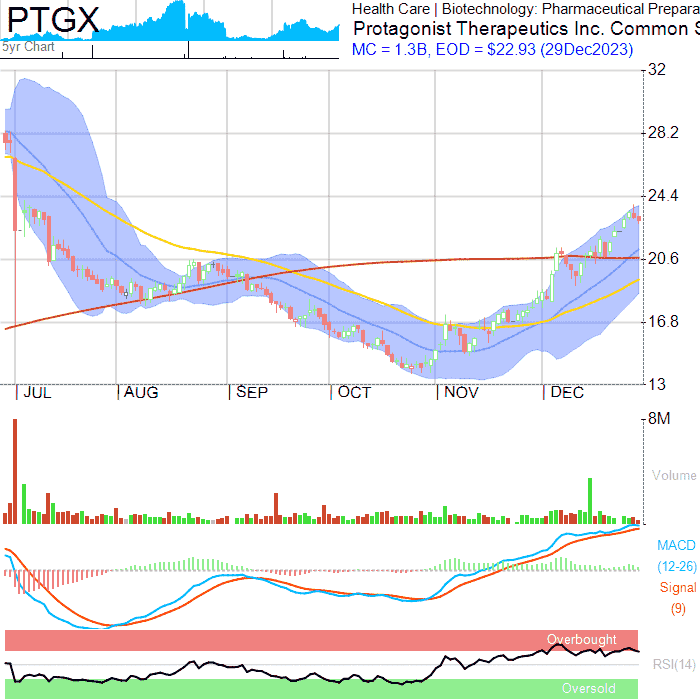 PTGX
5yr Chart
Health Care | Biotechnology: Pharmaceutical Prepara
Protagonist Therapeutics Inc. Common S
MC = 1.3B, EOD = $22.93 (29Dec2023)
32
28.2
24.4
20.6
16.8
13
JUL AUG SEP OCT NOV DEC
8M
Volume
MACD
(12-26)
Signal
(9)
Overbought
RSI(14)
Oversold